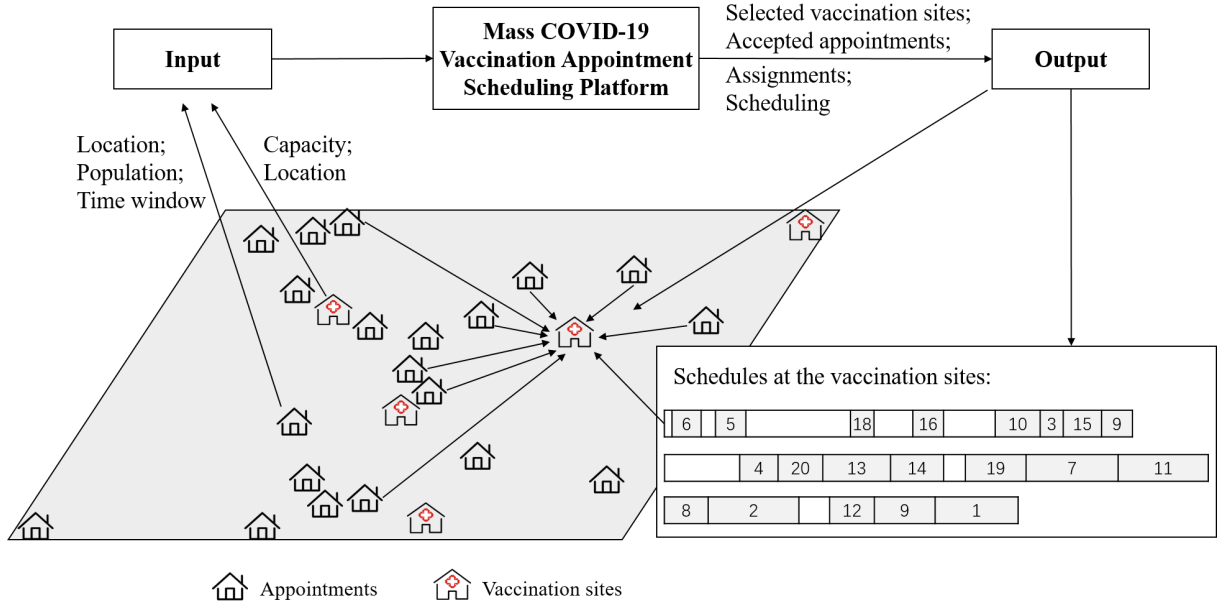 Input
Mass COVID-19
Vaccination Appointment
Scheduling Platform
Selected vaccination sites;
Accepted appointments;
Assignments;
Scheduling
Output
Location;
Population;
Time window
Capacity;
Location
Schedules at the vaccination sites:
6 5 18 16 10 3 15 9
4 20 13 14 19 7 11
8 2 12 9 1
Appointments
Vaccination sites